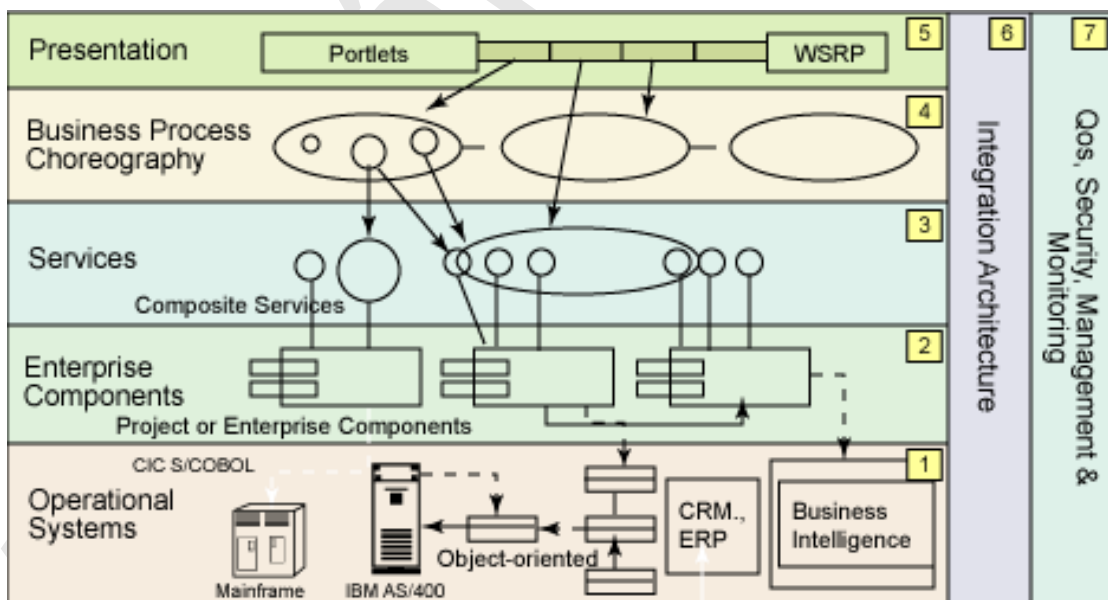 Presentation
Portlets
WSRP
5
6
7
Business Process
Choreography
4
Services
3
Composite Services
Enterprise
Components
2
Project or Enterprise Components
CIC S/COBOL
1
Operational
Systems
CRM.,
ERP
Business
Intelligence
Object-oriented
Mainframe
IBM AS/400
Integration Architecture
Qos, Security, Management &
Monitoring